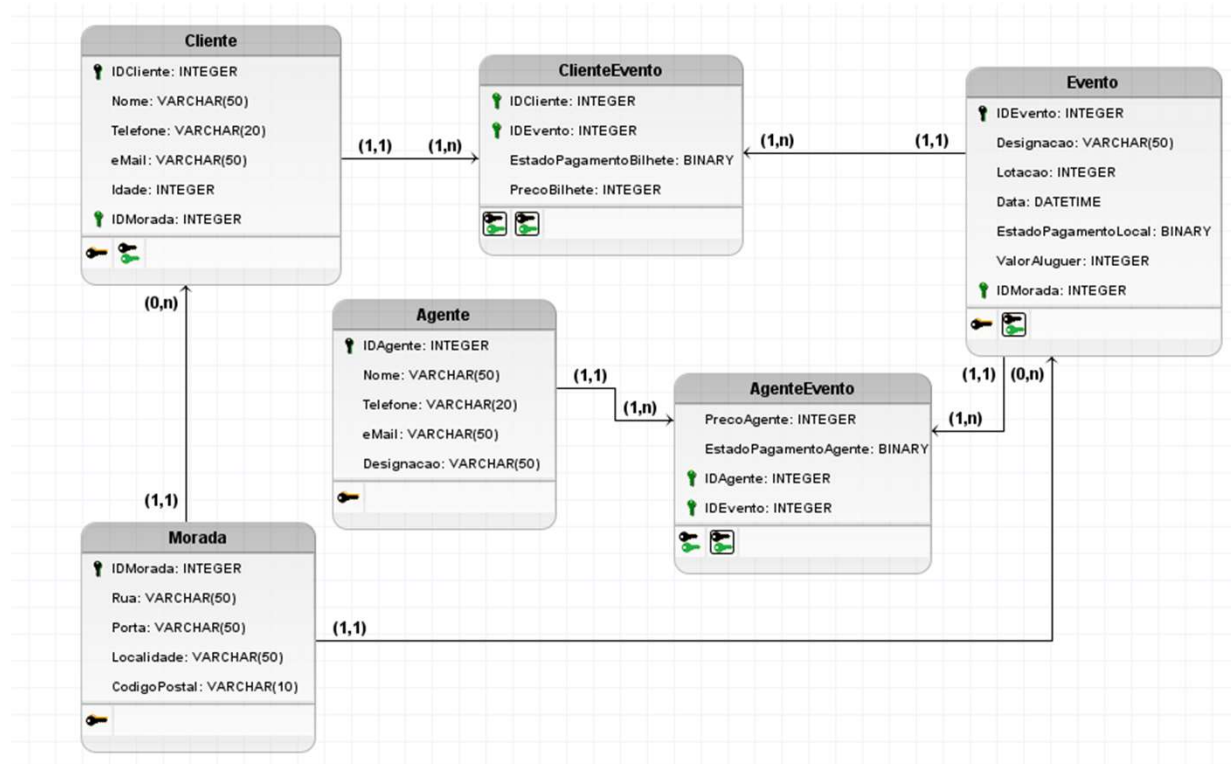 Cliente
IDCliente: INTEGER
Nome: VARCHAR(50)
Telefone: VARCHAR(20)
eMail: VARCHAR(50)
Idade: INTEGER
IDMorada: INTEGER
(1,1)
(1,n)
ClienteEvento
IDCliente: INTEGER
IDEvento: INTEGER
EstadoPagamentoBilhete: BINARY
PrecoBilhete: INTEGER
(1,n)
(1,1)
Evento
IDEvento: INTEGER
Designacao: VARCHAR(50)
Lotacao: INTEGER
Data: DATETIME
EstadoPagamentoLocal: BINARY
ValorAluguer: INTEGER
IDMorada: INTEGER
(0,n)
(1,1)
Agente
IDAgente: INTEGER
Nome: VARCHAR(50)
Telefone: VARCHAR(20)
eMail: VARCHAR(50)
Designacao: VARCHAR(50)
(1,1)
(1,n)
AgenteEvento
PrecoAgente: INTEGER
EstadoPagamentoAgente: BINARY
IDAgente: INTEGER
IDEvento: INTEGER
(1,1)
(0,n)
(1,n)
Morada
IDMorada: INTEGER
Rua: VARCHAR(50)
Porta: VARCHAR(50)
Localidade: VARCHAR(50)
CodigoPostal: VARCHAR(10)
(1,1)